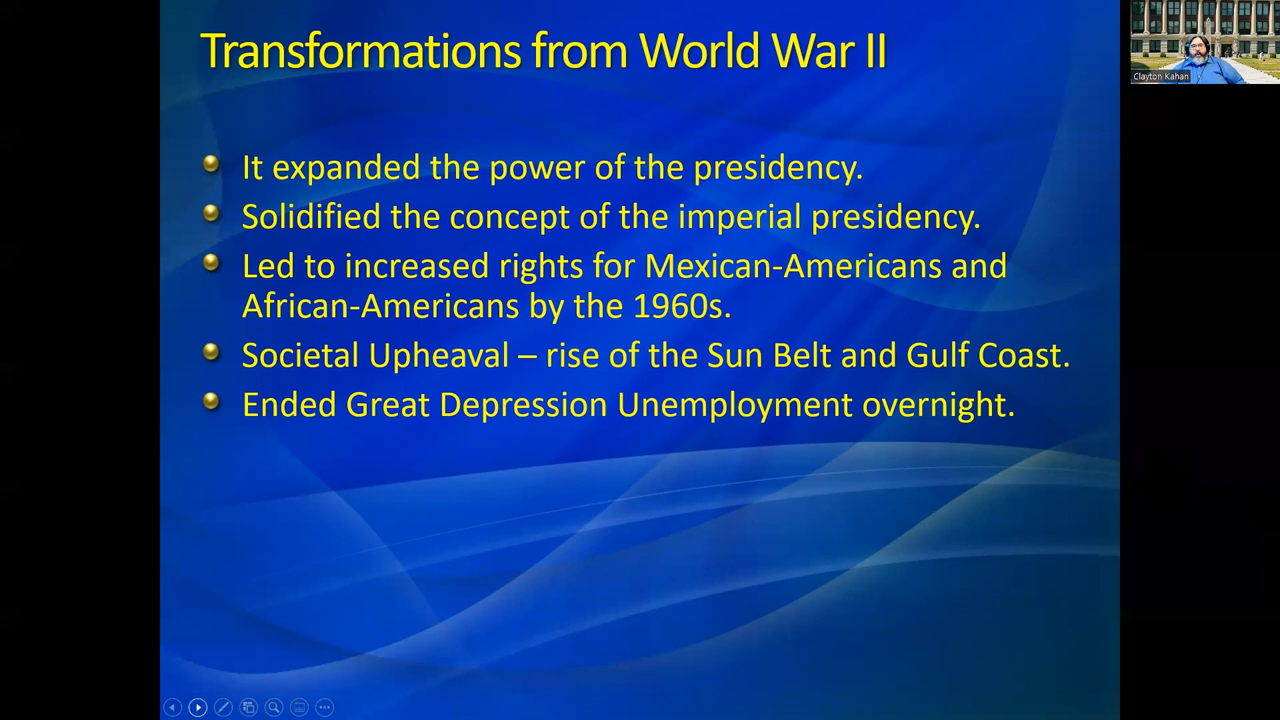 Transformations from World War II
It expanded the power of the presidency.
Solidified the concept of the imperial presidency.
Led to increased rights for Mexican-Americans and
African-Americans by the 1960s.
Societal Upheaval – rise of the Sun Belt and Gulf Coast.
Ended Great Depression Unemployment overnight.
Clayton Kahan